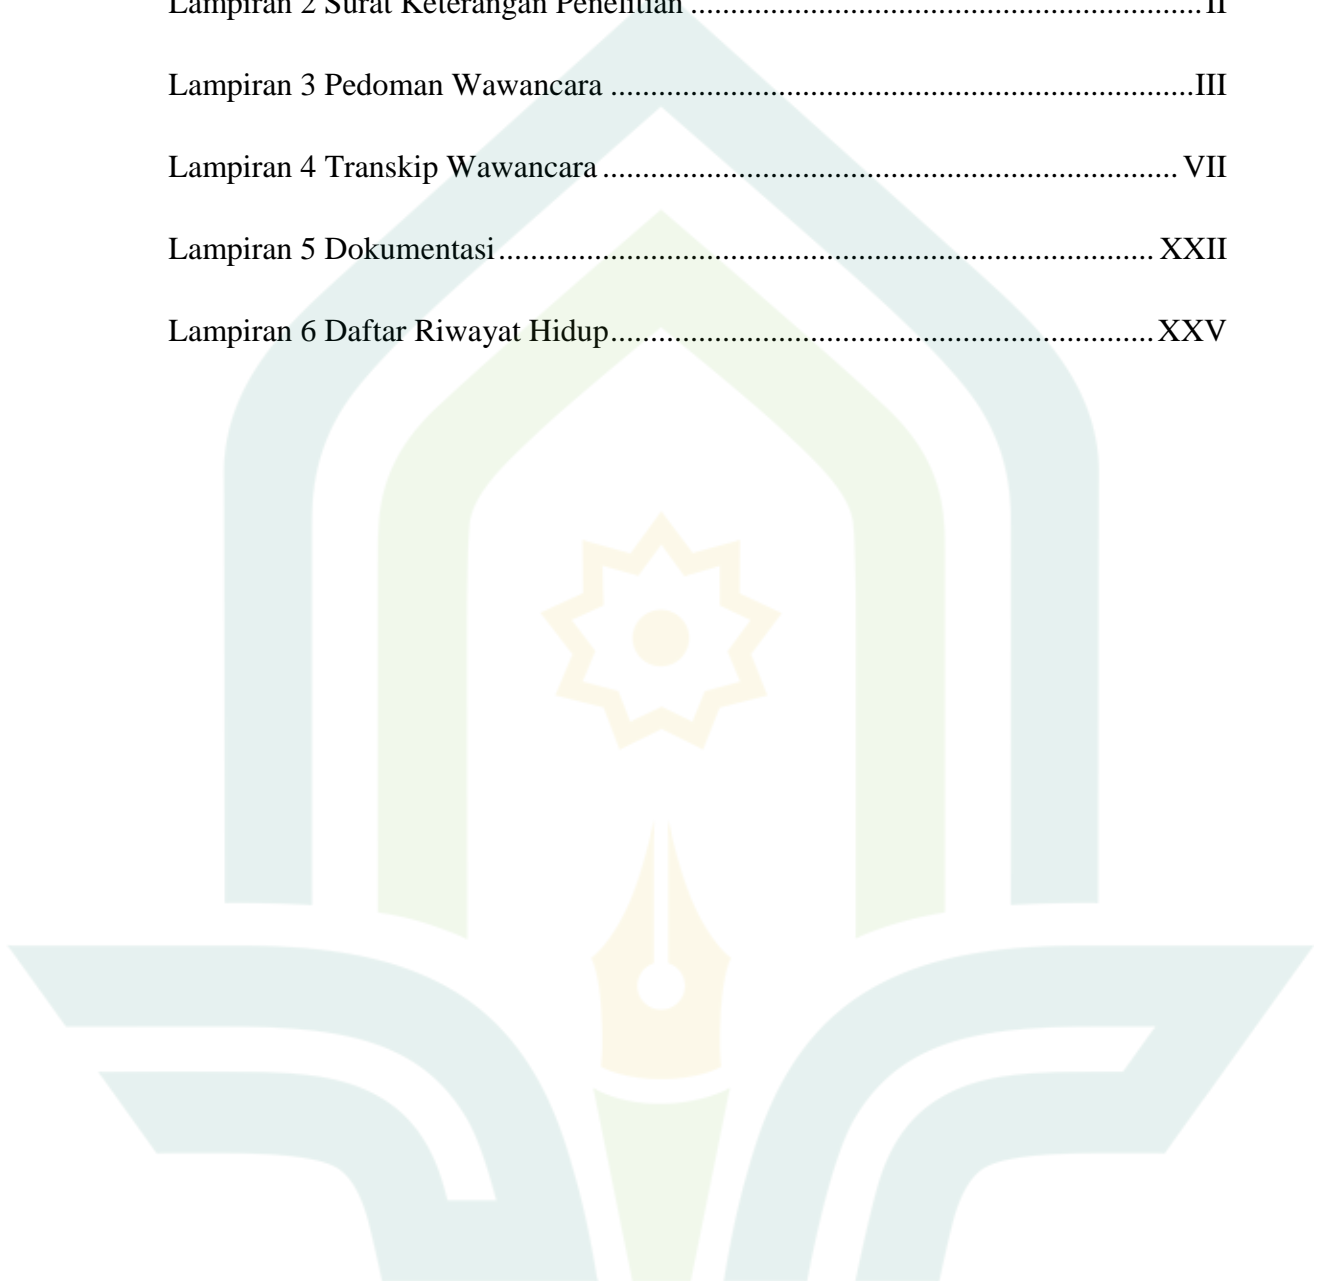 Lampiran 2 Surat Keterangan Penelitian ................................................................ II
Lampiran 3 Pedoman Wawancara ......................................................................... III
Lampiran 4 Transkip Wawancara ........................................................................ VII
Lampiran 5 Dokumentasi .................................................................................. XXII
Lampiran 6 Daftar Riwayat Hidup .................................................................... XXV